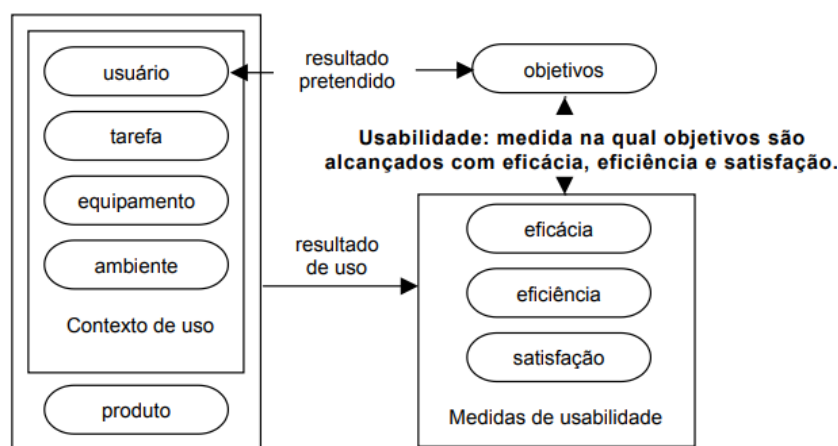 usuário
tarefa
equipamento
ambiente
Contexto de uso
produto
resultado
pretendido
objetivos
Usabilidade: medida na qual objetivos são
alcançados com eficácia, eficiência e satisfação.
resultado
de uso
eficácia
eficiência
satisfação
Medidas de usabilidade